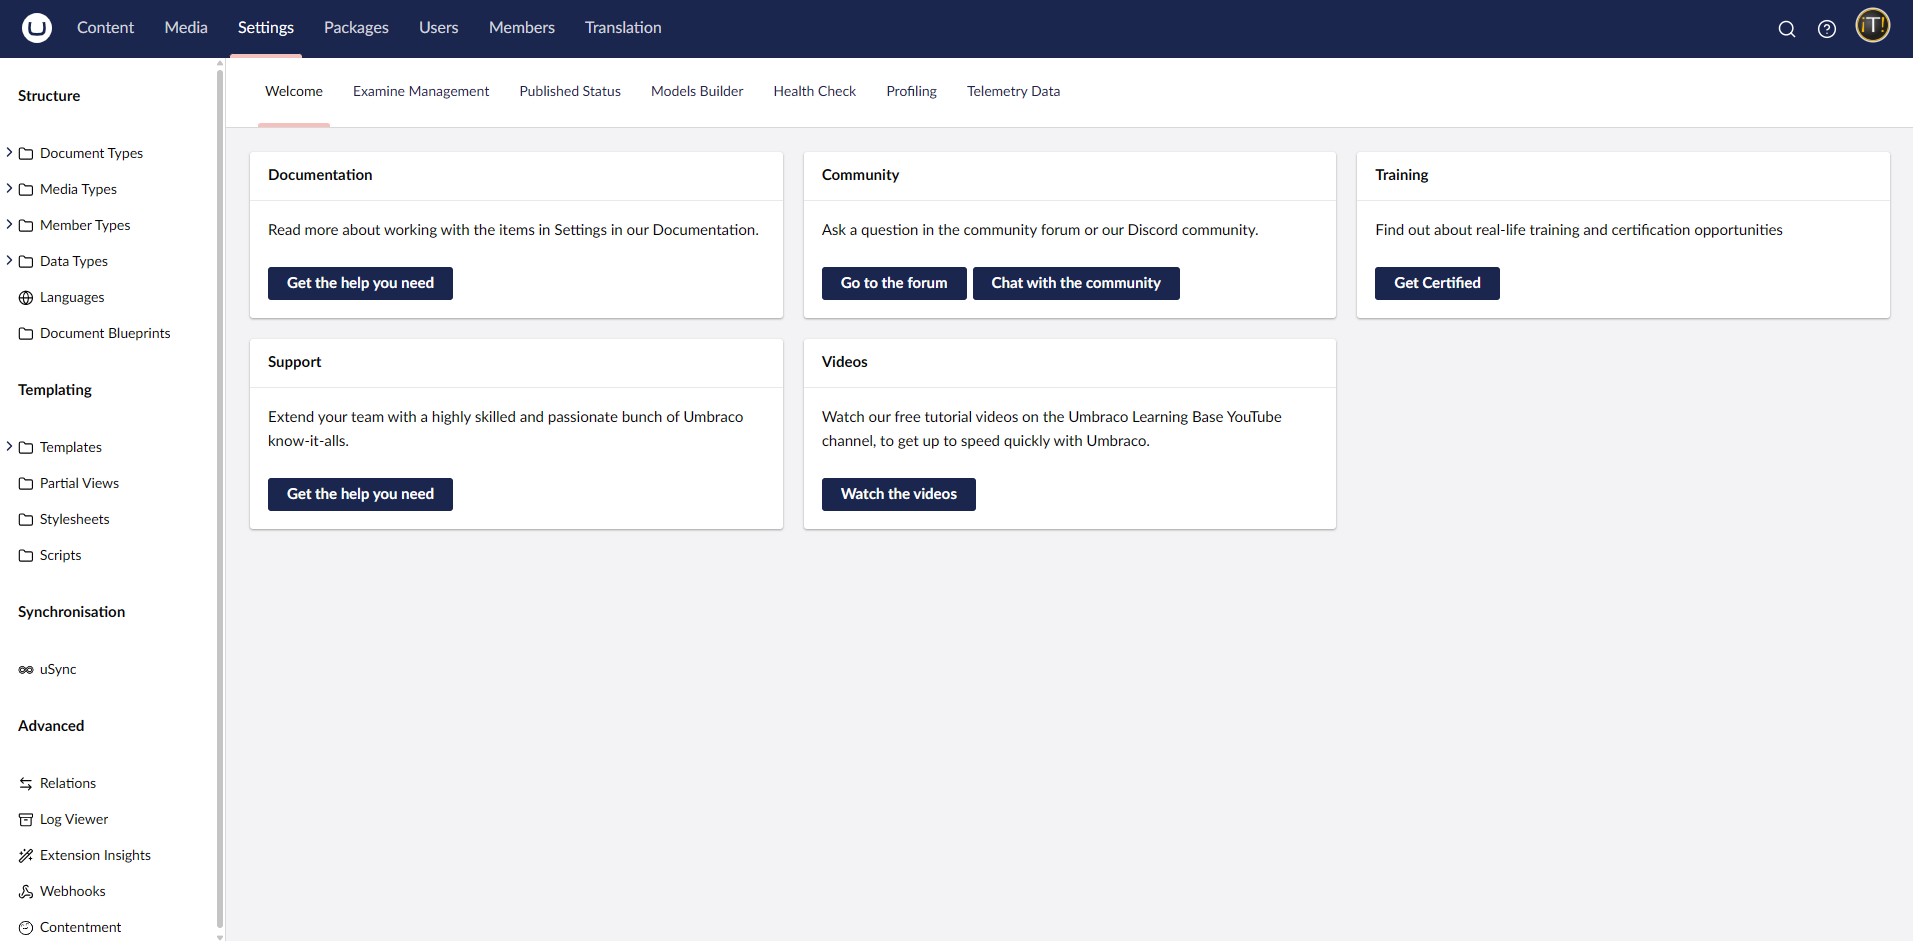 Content Media Settings Packages Users Members Translation
iT!
Structure
Document Types
Media Types
Member Types
Data Types
Languages
Document Blueprints
Templating
Templates
Partial Views
Stylesheets
Scripts
Synchronisation
uSync
Advanced
Relations
Log Viewer
Extension Insights
Webhooks
Contentment
Welcome Examine Management Published Status Models Builder Health Check Profiling Telemetry Data
Documentation
Read more about working with the items in Settings in our Documentation.
Get the help you need
Community
Ask a question in the community forum or our Discord community.
Go to the forum Chat with the community
Training
Find out about real-life training and certification opportunities
Get Certified
Support
Extend your team with a highly skilled and passionate bunch of Umbraco
know-it-alls.
Get the help you need
Videos
Watch our free tutorial videos on the Umbraco Learning Base YouTube
channel, to get up to speed quickly with Umbraco.
Watch the videos